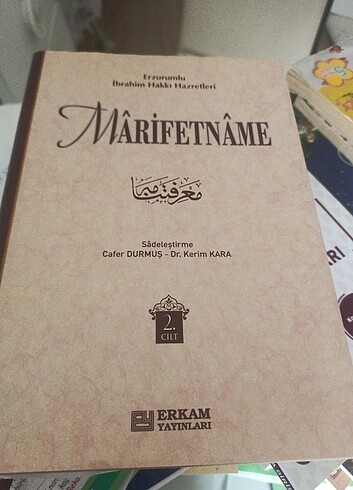 Erzurumlu
İbrahim Hakkı Hazretleri
MÂRİFETNÂME
معرفتنامه
Sâdeleştirme
Cafer DURMUŞ - Dr. Kerim KARA
2.
CİLT
ERKAM
YAYINLARI